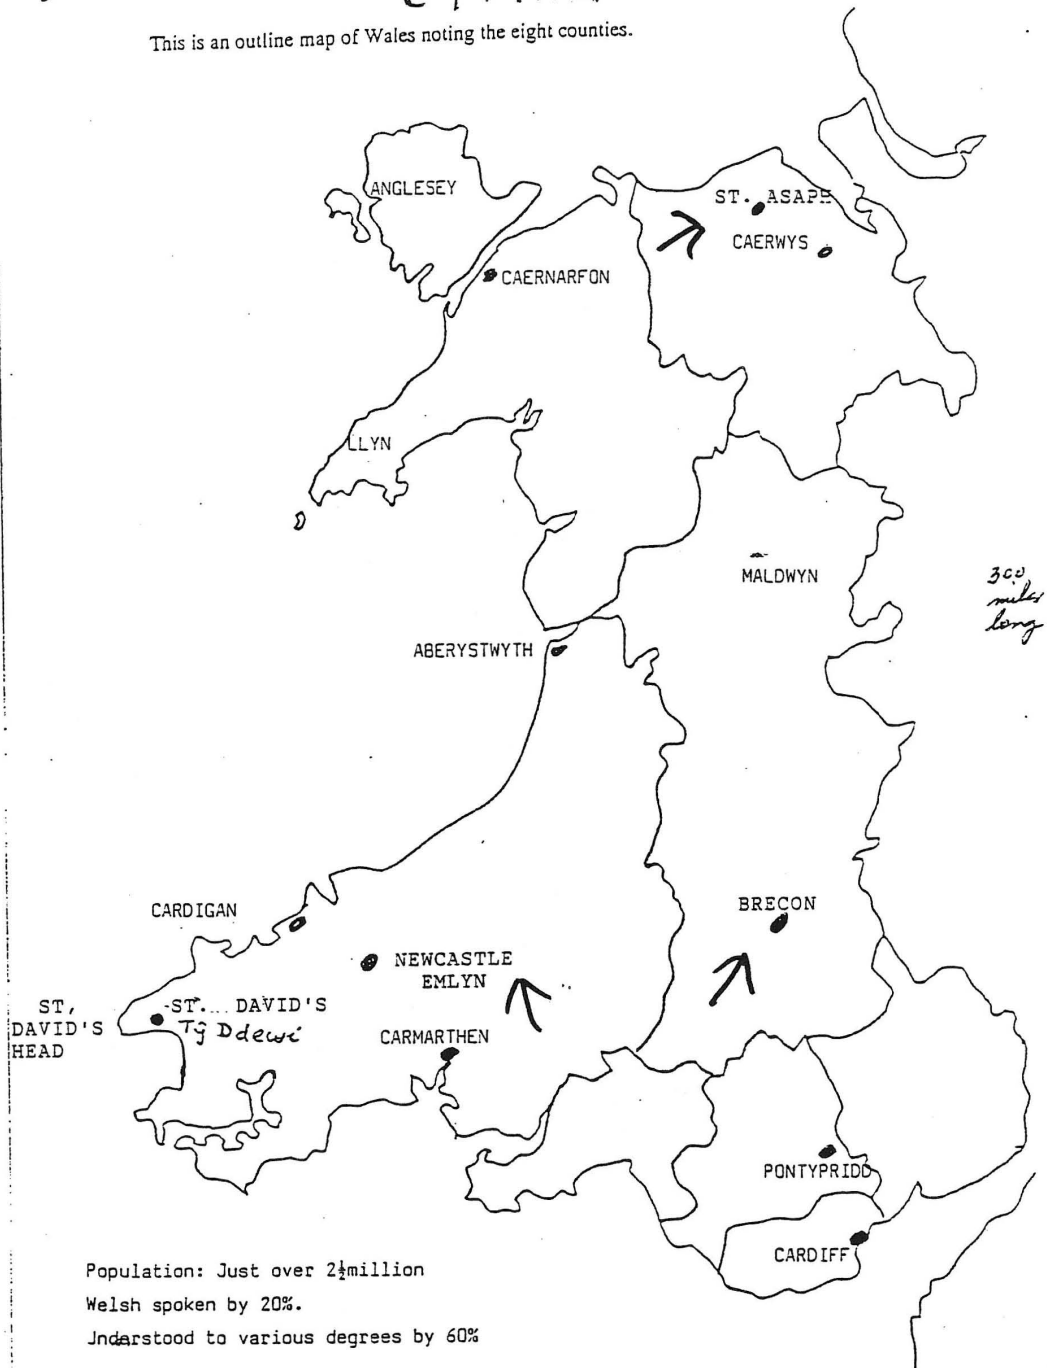 This is an outline map of Wales noting the eight counties.
ANGLESEY
ST. ASAPH
CAERWYS
CAERNARFON
LLYN
MALDWYN
300
miles
long
ABERYSTWYTH
CARDIGAN
BRECON
NEWCASTLE
EMLYN
ST,
DAVID'S
HEAD
ST.... DAVID'S
Tŷ Ddewi
CARMARTHEN
PONTYPRIDD
CARDIFF
Population: Just over 2½million
Welsh spoken by 20%.
Jnderstood to various degrees by 60%